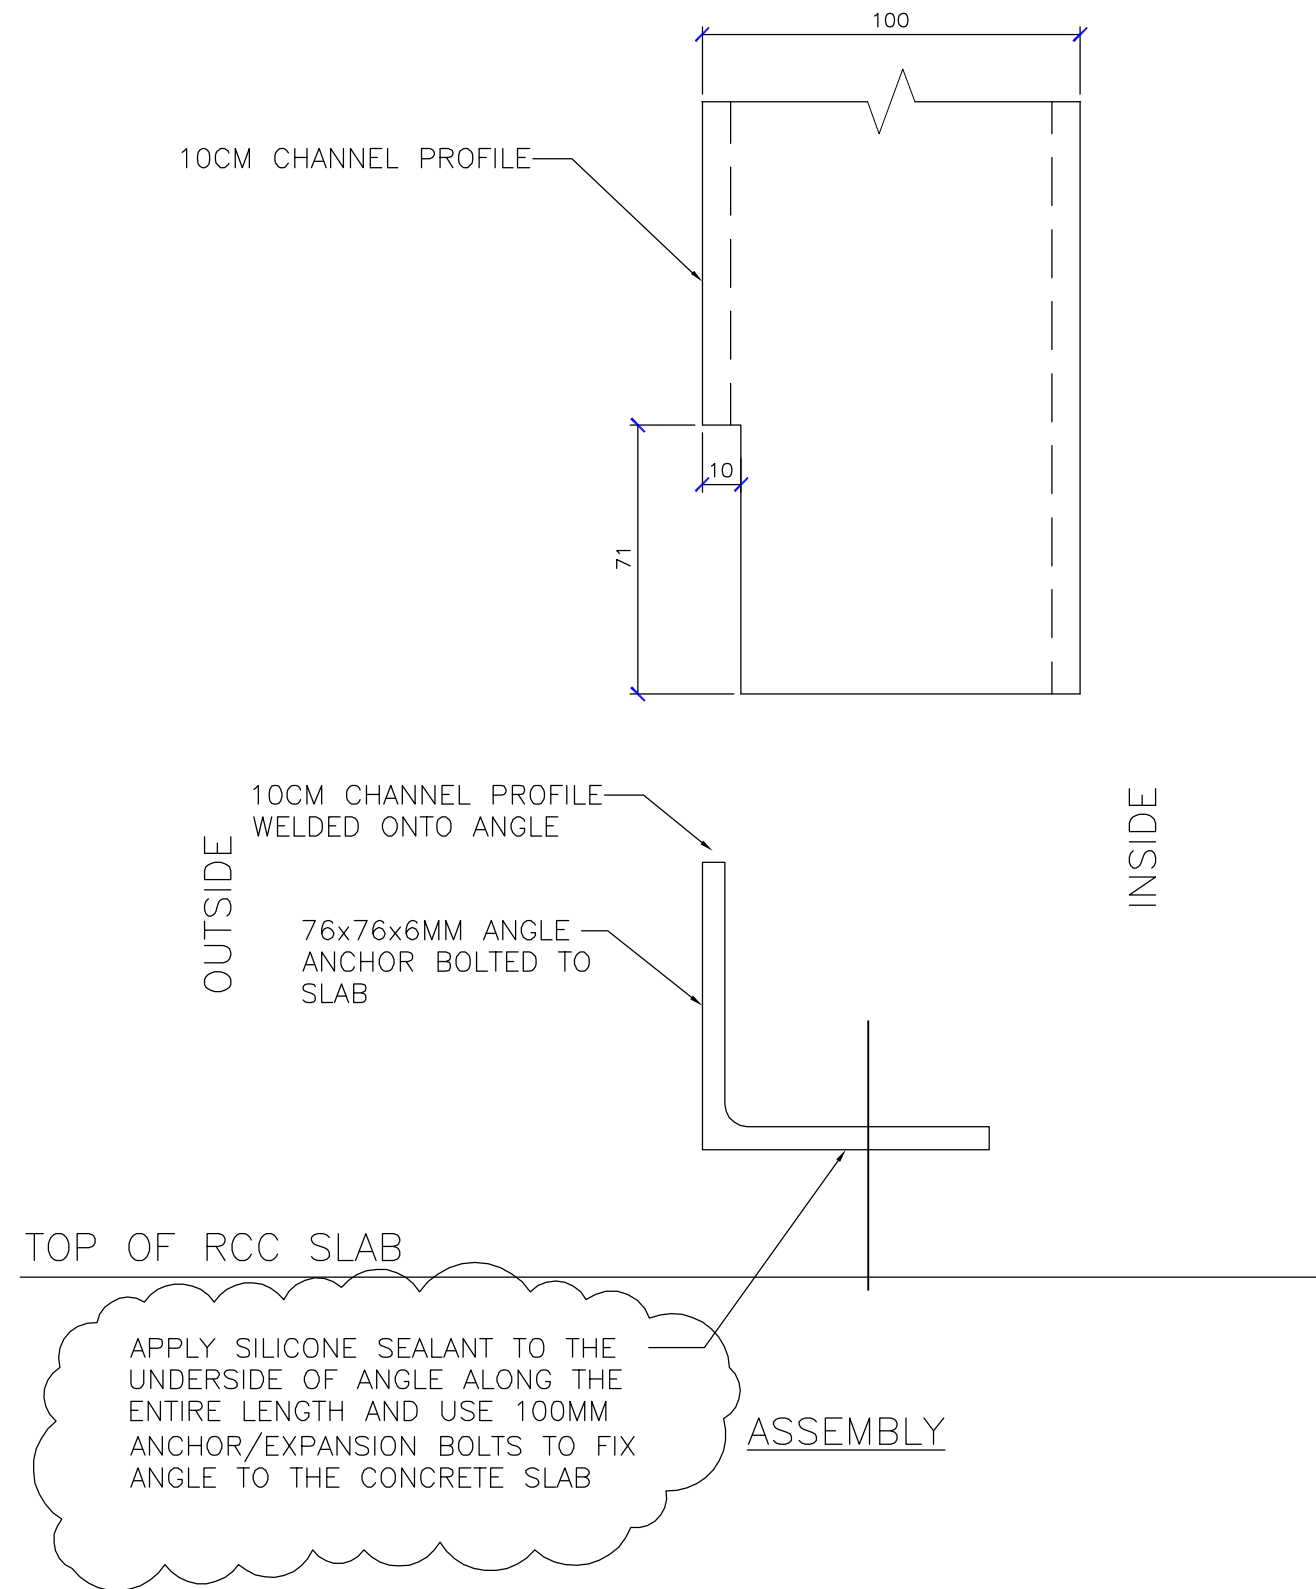 100
10CM CHANNEL PROFILE
10
71
10CM CHANNEL PROFILE
WELDED ONTO ANGLE
OUTSIDE
INSIDE
76x76x6MM ANGLE
ANCHOR BOLTED TO
SLAB
TOP OF RCC SLAB
APPLY SILICONE SEALANT TO THE
UNDERSIDE OF ANGLE ALONG THE
ENTIRE LENGTH AND USE 100MM
ANCHOR/EXPANSION BOLTS TO FIX
ANGLE TO THE CONCRETE SLAB
ASSEMBLY